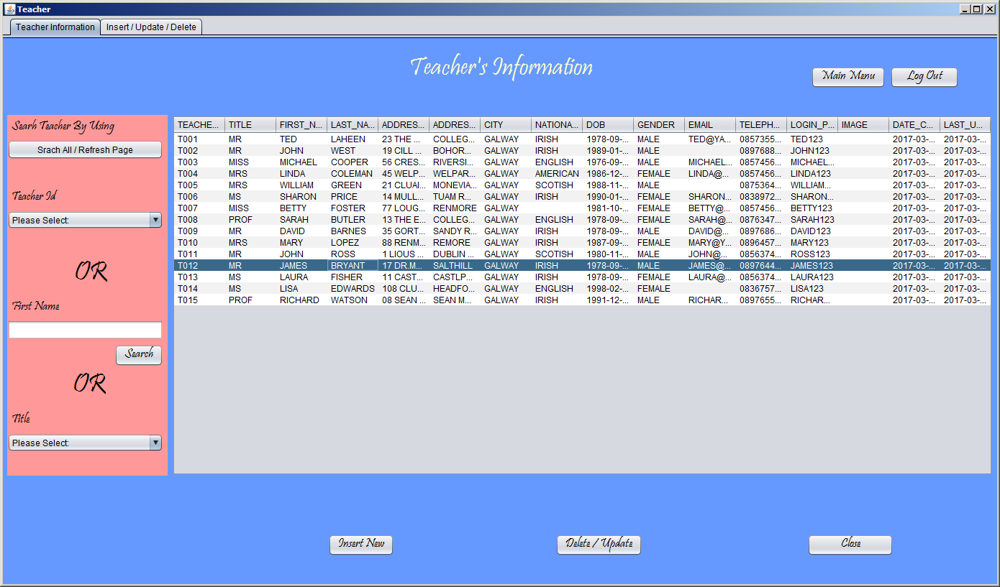 Teacher
Teacher Information Insert / Update / Delete
Teacher's Information
Main Menu Log Out
Searh Teacher By Using
Srach All / Refresh Page
Teacher Id
Please Select:
OR
First Name
Search
OR
Title
Please Select:
TEACHE... TITLE FIRST_N... LAST_NA... ADDRES... ADDRES... CITY NATIONA... DOB GENDER EMAIL TELEPH... LOGIN_P... IMAGE DATE_C... LAST_U...
T001 MR TED LAHEEN 23 THE ... COLLEG... GALWAY IRISH 1978-09-... MALE TED@YA... 0857355... TED123 2017-03-... 2017-03-...
T002 MR JOHN WEST 19 CILL ... BOHOR... GALWAY IRISH 1989-01-... MALE 0897688... JOHN123 2017-03-... 2017-03-...
T003 MISS MICHAEL COOPER 56 CRES... RIVERSI... GALWAY ENGLISH 1976-09-... MALE MICHAEL... 0857456... MICHAEL... 2017-03-... 2017-03-...
T004 MRS LINDA COLEMAN 45 WELP... WELPAR... GALWAY AMERICAN 1986-12-... FEMALE LINDA@... 0857456... LINDA123 2017-03-... 2017-03-...
T005 MRS WILLIAM GREEN 21 CLUAI... MONEVIA... GALWAY SCOTISH 1988-11-... MALE 0875364... WILLIAM... 2017-03-... 2017-03-...
T006 MS SHARON PRICE 14 MULL... TUAM R... GALWAY IRISH 1990-01-... FEMALE SHARON... 0838972... SHARON... 2017-03-... 2017-03-...
T007 MISS BETTY FOSTER 77 LOUG... RENMORE GALWAY 1981-10-... FEMALE BETTY@... 0857456... BETTY123 2017-03-... 2017-03-...
T008 PROF SARAH BUTLER 13 THE E... COLLEG... GALWAY ENGLISH 1978-09-... FEMALE SARAH@... 0876347... SARAH123 2017-03-... 2017-03-...
T009 MR DAVID BARNES 35 GORT... SANDY R... GALWAY IRISH 1978-09-... MALE DAVID@... 0897686... DAVID123 2017-03-... 2017-03-...
T010 MRS MARY LOPEZ 88 RENM... REMORE GALWAY IRISH 1987-09-... FEMALE MARY@Y... 0896457... MARY123 2017-03-... 2017-03-...
T011 MR JOHN ROSS 1 LIOUS ... DUBLIN ... GALWAY SCOTISH 1980-11-... MALE JOHN@... 0856374... ROSS123 2017-03-... 2017-03-...
T012 MR JAMES BRYANT 17 DR.M... SALTHILL GALWAY IRISH 1978-09-... MALE JAMES@... 0897644... JAMES123 2017-03-... 2017-03-...
T013 MS LAURA FISHER 11 CAST... CASTLP... GALWAY IRISH 1978-09-... FEMALE LAURA@... 0856374... LAURA123 2017-03-... 2017-03-...
T014 MS LISA EDWARDS 108 CLU... HEADFO... GALWAY ENGLISH 1998-02-... FEMALE 0836757... LISA123 2017-03-... 2017-03-...
T015 PROF RICHARD WATSON 08 SEAN ... SEAN M... GALWAY IRISH 1991-12-... MALE RICHAR... 0897655... RICHAR... 2017-03-... 2017-03-...
Insert New Delete / Update Close